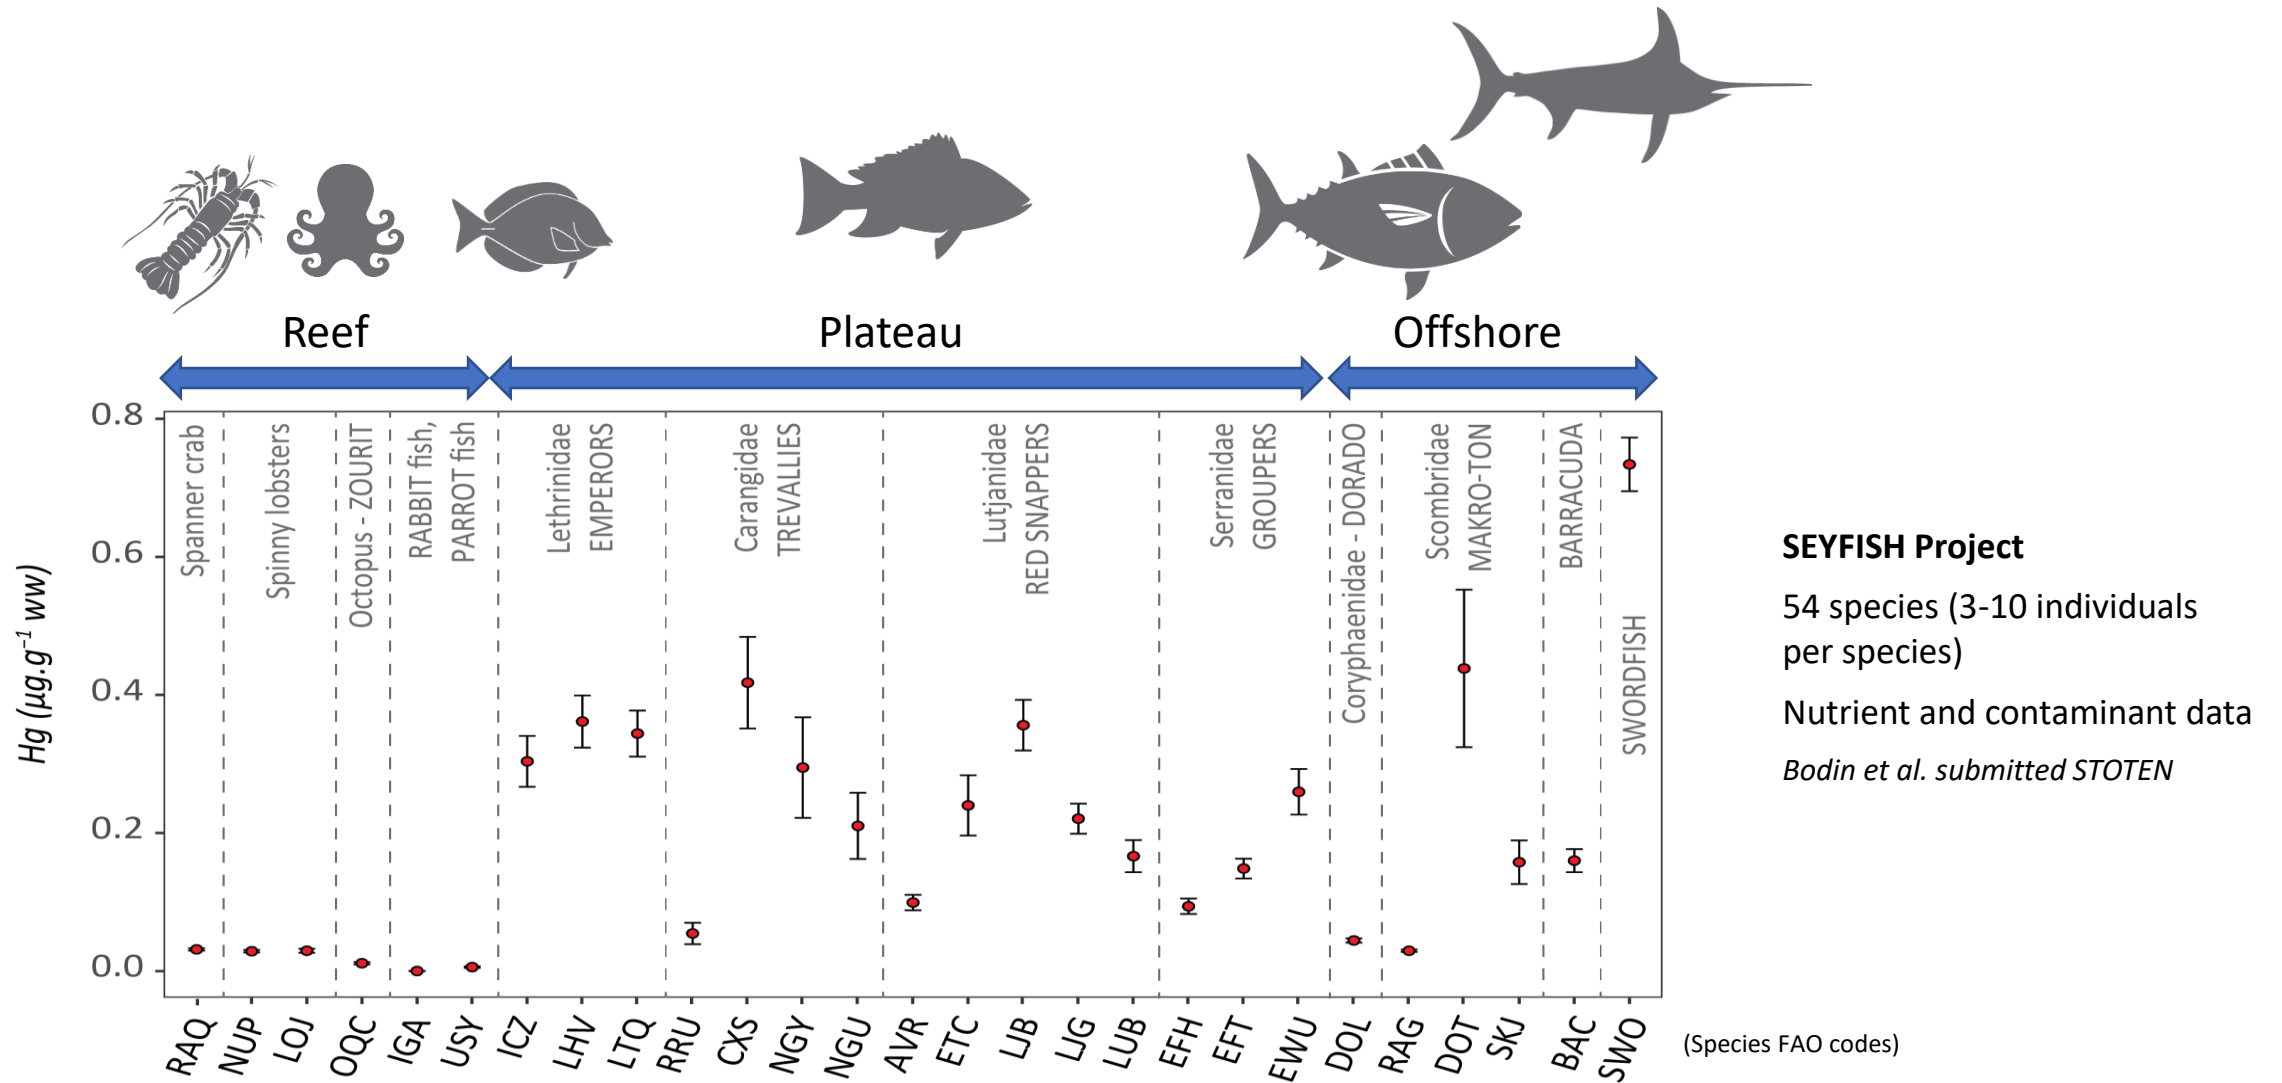 Reef
Plateau
Offshore
Hg (µg.g⁻¹ ww)
0.8
0.6
0.4
0.2
0.0
Spanner crab
Spinny lobsters
Octopus - ZOURIT
RABBIT fish,
PARROT fish
Lethrinidae
EMPERORS
Carangidae
TREVALLIES
Lutjanidae
RED SNAPPERS
Serranidae
GROUPERS
Coryphaenidae - DORADO
Scombridae
MAKRO-TON
BARRACUDA
SWORDFISH
RAQ
NUP
LOJ
OQC
IGA
USY
ICZ
LHV
LTQ
RRU
CXS
NGY
NGU
AVR
ETC
LJB
LJG
LUB
EFH
EFT
EWU
DOL
RAG
DOT
SKJ
BAC
SWO
(Species FAO codes)
SEYFISH Project
54 species (3-10 individuals
per species)
Nutrient and contaminant data
Bodin et al. submitted STOTEN